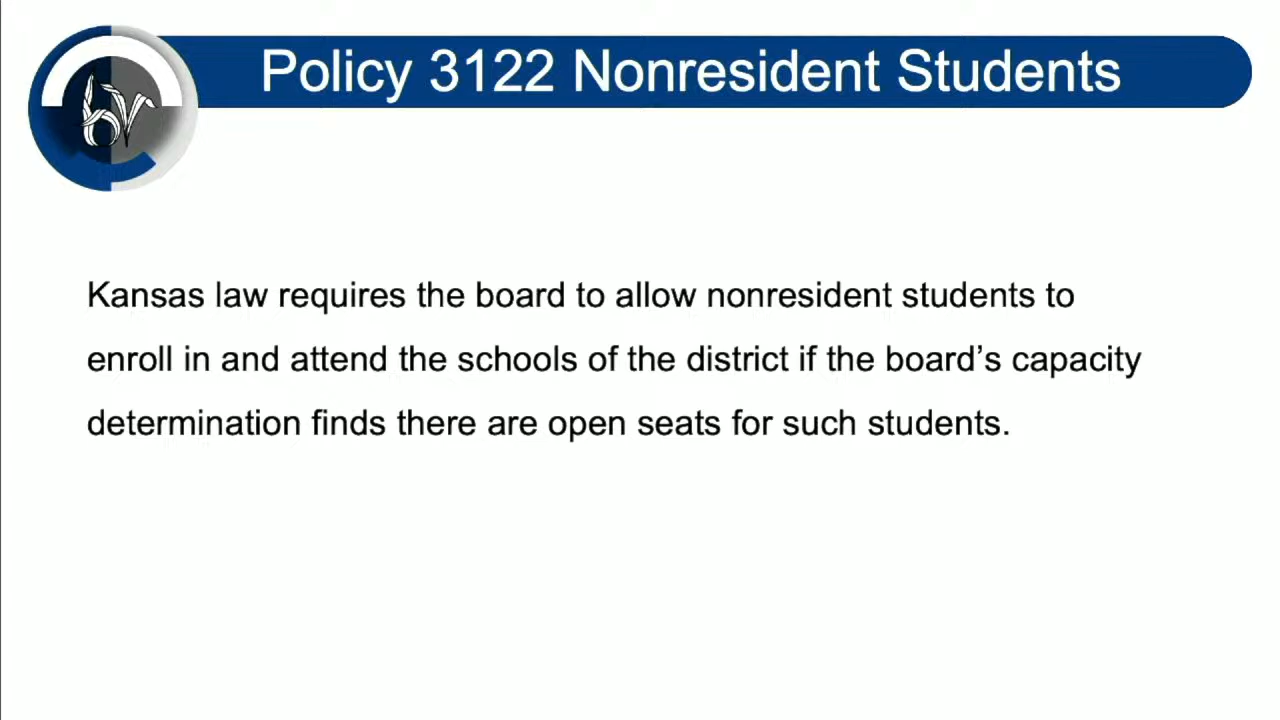 Policy 3122 Nonresident Students
bv
Kansas law requires the board to allow nonresident students to
enroll in and attend the schools of the district if the board’s capacity
determination finds there are open seats for such students.